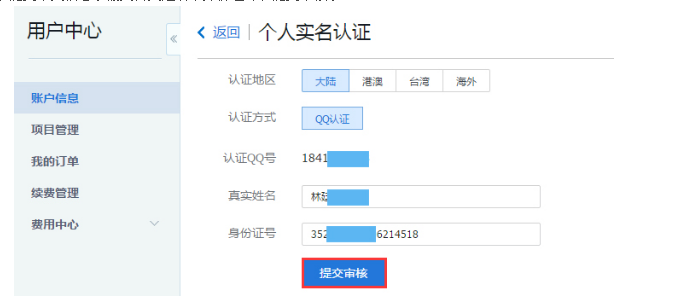 用户中心
«
返回 | 个人实名认证
认证地区 大陆 港澳 台湾 海外
账户信息
认证方式 QQ认证
项目管理
我的订单
认证QQ号 1841
续费管理
真实姓名 林
费用中心
身份证号 352 6214518
提交审核